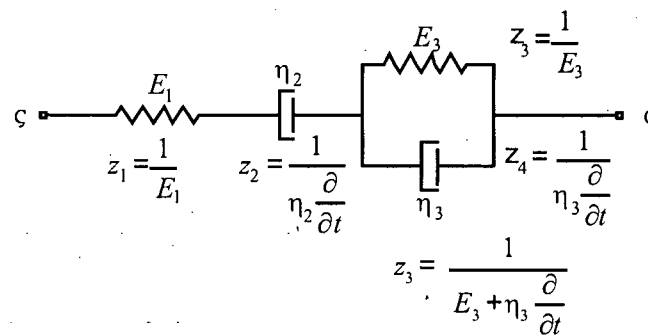 E₃ z₃ = 1/E₃
E₁ η₂
ς
z₁ = 1/E₁ z₂ = 1/(η₂ ∂/∂t) η₃ z₄ = 1/(η₃ ∂/∂t)
z₃ = 1/(E₃ + η₃ ∂/∂t)